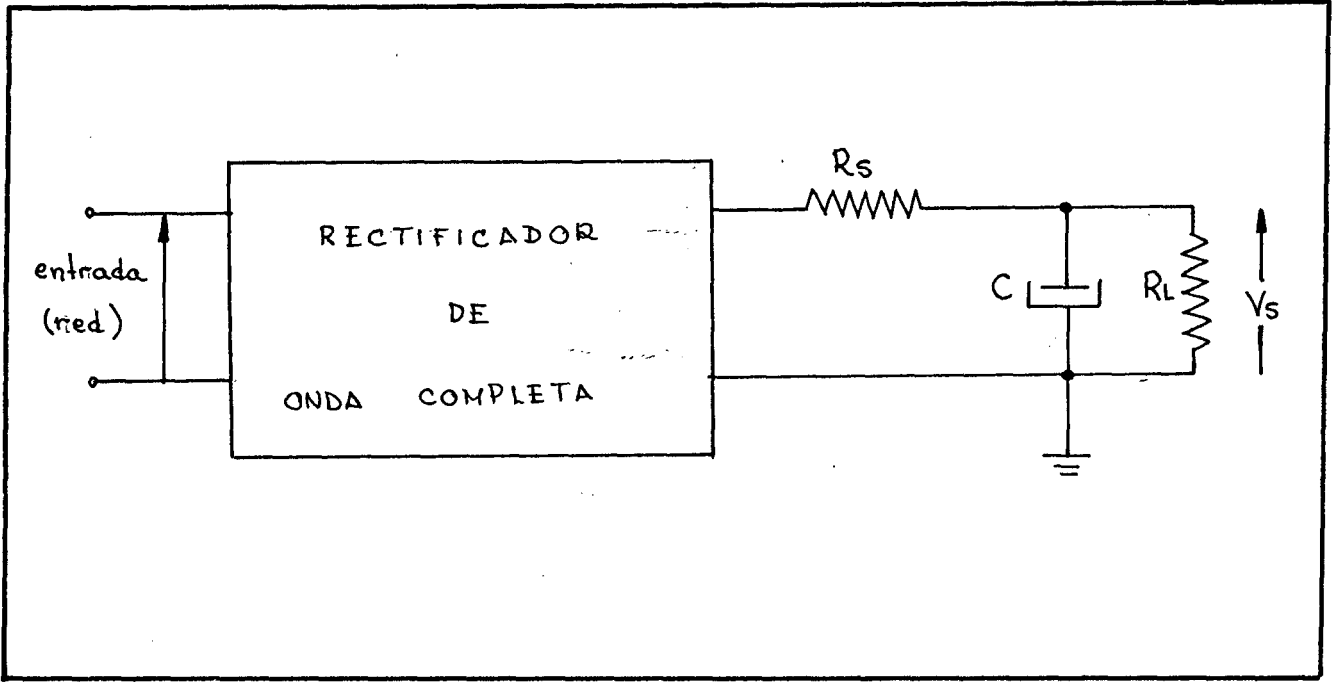 entrada
(red)
RECTIFICADOR
DE
ONDA COMPLETA
Rs
C
RL
Vs